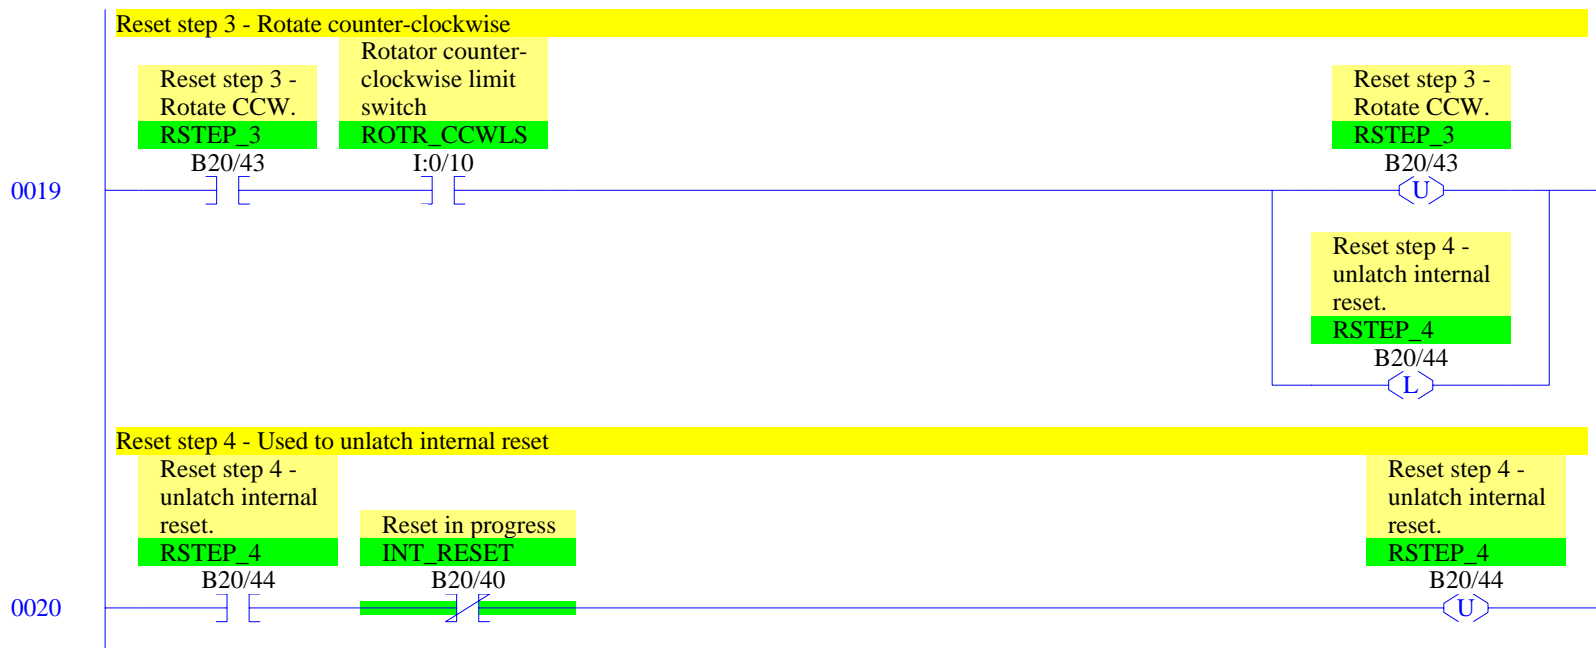 Reset step 3 - Rotate counter-clockwise
Reset step 3 -
Rotate CCW.
RSTEP_3
B20/43
Rotator counter-
clockwise limit
switch
ROTR_CCWLS
I:0/10
Reset step 3 -
Rotate CCW.
RSTEP_3
B20/43
0019
U
Reset step 4 -
unlatch internal
reset.
RSTEP_4
B20/44
L
Reset step 4 - Used to unlatch internal reset
Reset step 4 -
unlatch internal
reset.
RSTEP_4
B20/44
Reset in progress
INT_RESET
B20/40
Reset step 4 -
unlatch internal
reset.
RSTEP_4
B20/44
0020
U